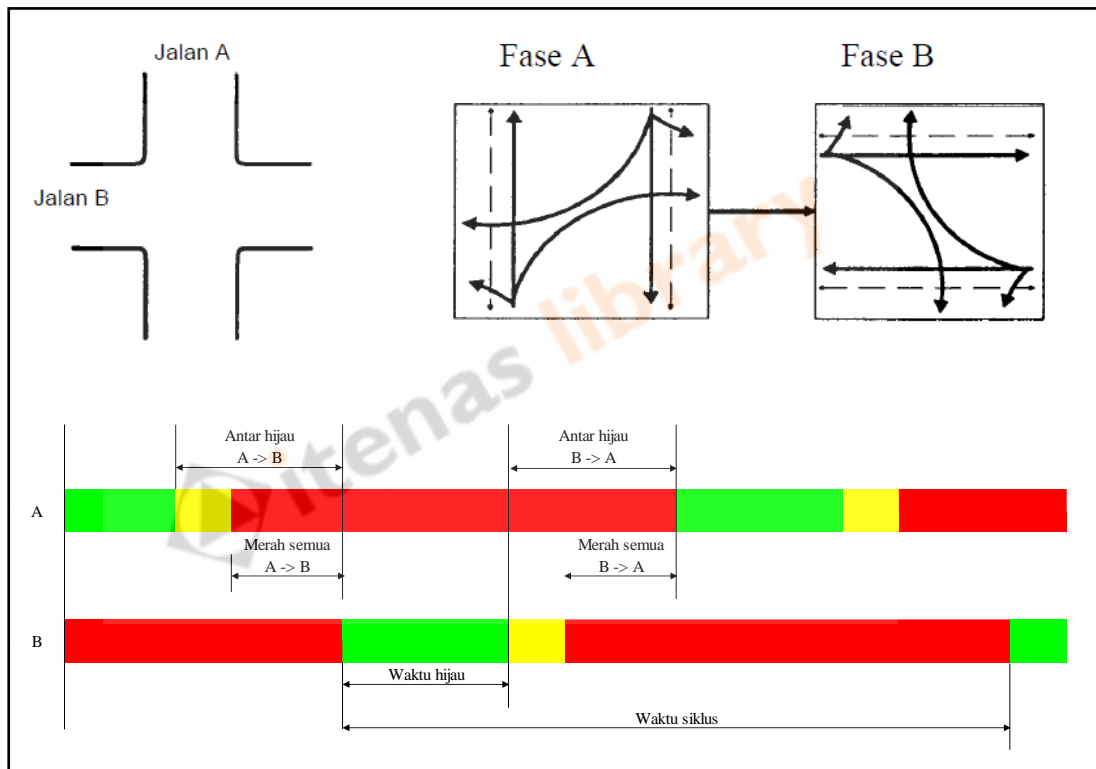 Jalan A
Fase A
Fase B
Jalan B
itenas library
Antar hijau
A -> B
Antar hijau
B -> A
A
Merah semua
A -> B
Merah semua
B -> A
B
Waktu hijau
Waktu siklus